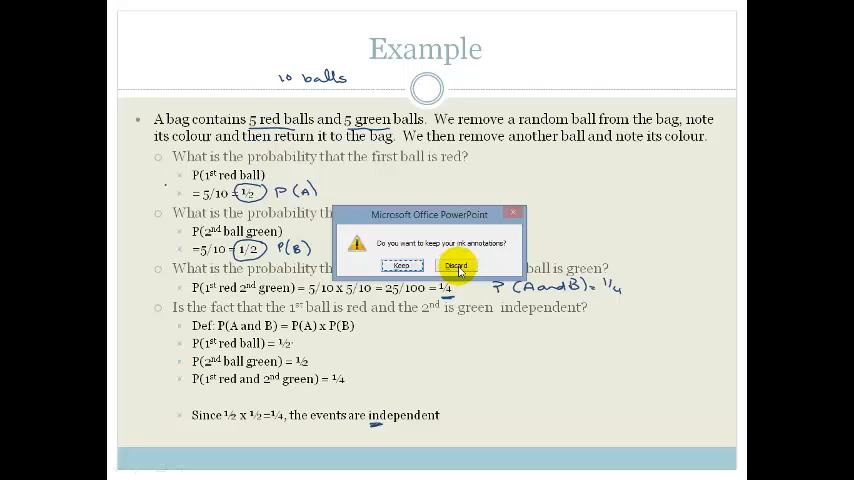 Example
10 balls
A bag contains 5 red balls and 5 green balls. We remove a random ball from the bag, note
its colour and then return it to the bag. We then remove another ball and note its colour.
What is the probability that the first ball is red?
P(1st red ball)
= 5/10 = ½ P(A)
What is the probability th
P(2nd ball green)
=5/10 = 1/2 P(B)
What is the probability th ball is green?
P(1st red 2nd green) = 5/10 x 5/10 = 25/100 = ¼ P (A and B) = 1/4
Is the fact that the 1st ball is red and the 2nd is green independent?
Def: P(A and B) = P(A) x P(B)
P(1st red ball) = ½
P(2nd ball green) = ½
P(1st red and 2nd green) = ¼
Since ½ x ½ =¼, the events are independent
Microsoft Office PowerPoint
Do you want to keep your ink annotations?
Keep Discard